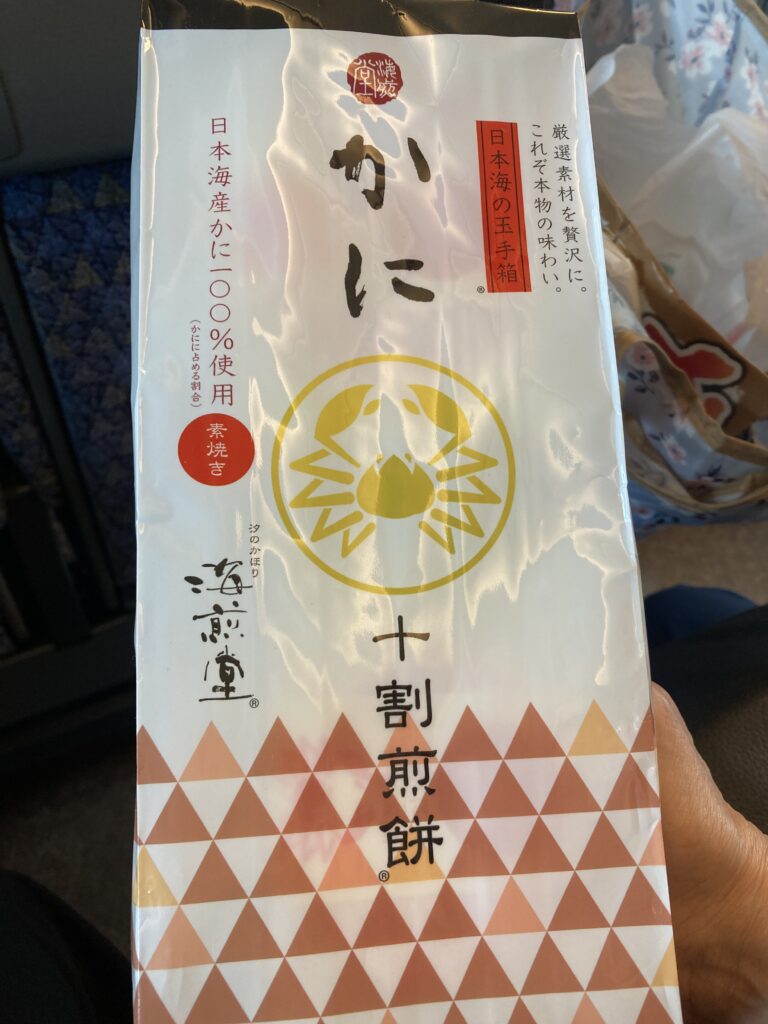 海煎堂
厳選素材を贅沢に。
これぞ本物の味わい。
日本海の玉手箱®
かに
日本海産かに一〇〇%使用
(かにに占める割合)
素焼き
汐のかほり
海煎堂®
十割煎餅®